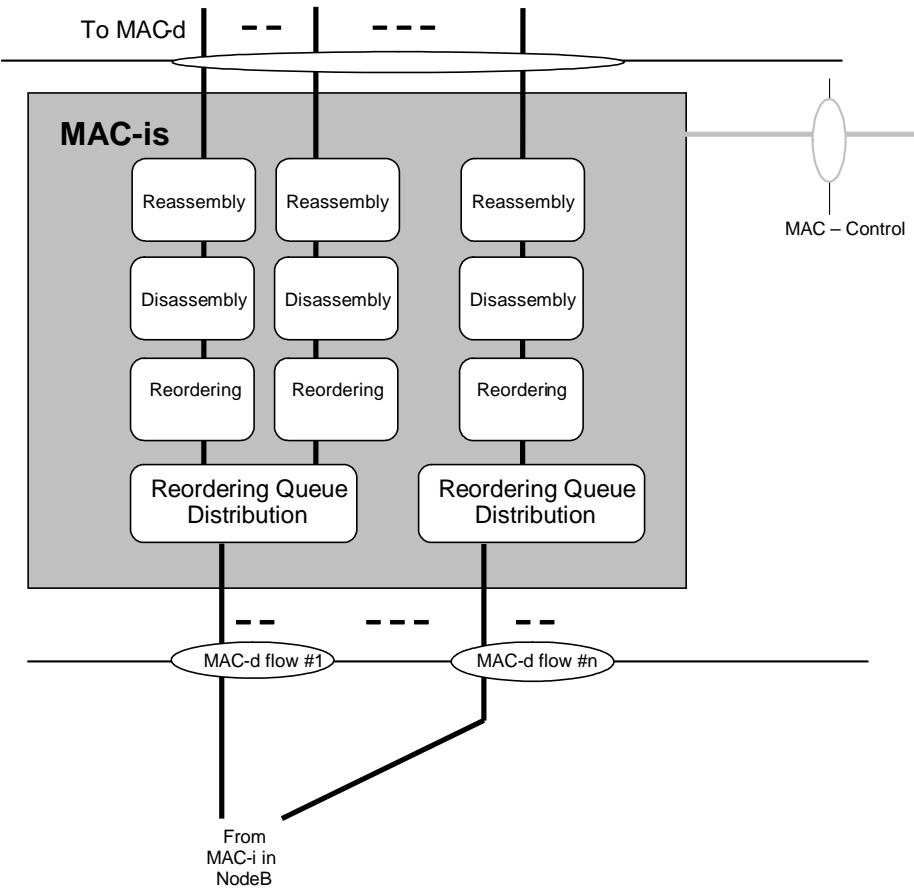 To MAC-d
MAC-is
Reassembly Reassembly Reassembly
MAC – Control
Disassembly Disassembly Disassembly
Reordering Reordering Reordering
Reordering Queue
Distribution
Reordering Queue
Distribution
MAC-d flow #1 MAC-d flow #n
From
MAC-i in
NodeB